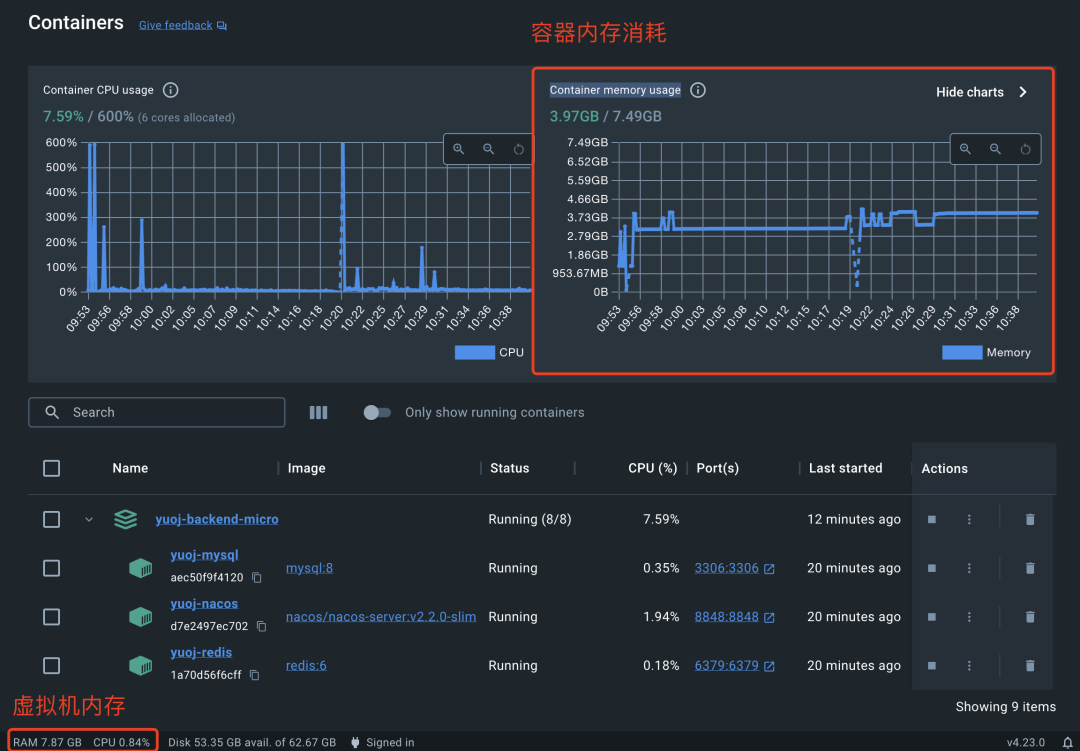 Containers
Give feedback
容器内存消耗
Container CPU usage
7.59% / 600% (6 cores allocated)
600%
500%
400%
300%
200%
100%
0%
09:53 09:56 09:58 10:00 10:02 10:05 10:07 10:09 10:11 10:14 10:16 10:18 10:20 10:22 10:25 10:27 10:29 10:31 10:34 10:36 10:38
CPU
Container memory usage
Hide charts
3.97GB / 7.49GB
7.49GB
6.52GB
5.59GB
4.66GB
3.73GB
2.79GB
1.86GB
953.67MB
0B
09:53 09:56 09:58 10:00 10:03 10:05 10:08 10:10 10:12 10:15 10:17 10:19 10:22 10:24 10:26 10:29 10:31 10:33 10:36 10:38
Memory
Search
Only show running containers
Name Image Status CPU (%) Port(s) Last started Actions
yuoj-backend-micro Running (8/8) 7.59% 12 minutes ago
yuoj-mysql
aec50f9f4120 mysql:8 Running 0.35% 3306:3306 20 minutes ago
yuoj-nacos
d7e2497ec702 nacos/nacos-server:v2.2.0-slim Running 1.94% 8848:8848 20 minutes ago
yuoj-redis
1a70d56f6cff redis:6 Running 0.18% 6379:6379 20 minutes ago
虚拟机内存
Showing 9 items
RAM 7.87 GB CPU 0.84% Disk 53.35 GB avail. of 62.67 GB Signed in v4.23.0